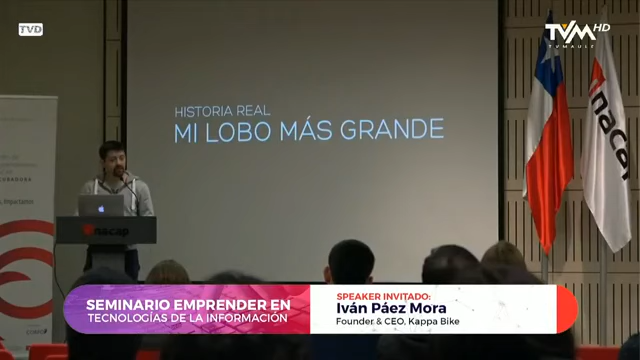 TVD
TVM HD
TVMAULE
HISTORIA REAL
MI LOBO MÁS GRANDE
inacap
inacap
SEMINARIO EMPRENDER EN
TECNOLOGÍAS DE LA INFORMACIÓN
SPEAKER INVITADO:
Iván Páez Mora
Founder & CEO, Kappa Bike